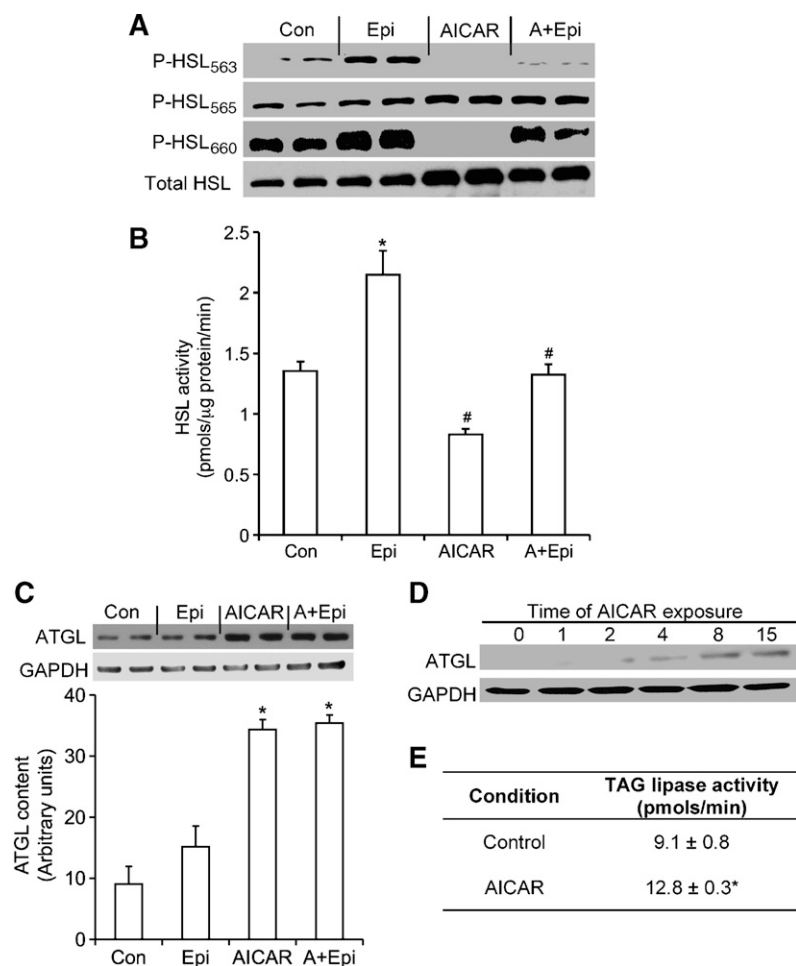 A
Con Epi AICAR A+Epi
P-HSL563
P-HSL565
P-HSL660
Total HSL
B
HSL activity
(pmols/µg protein/min)
2.5
2
1.5
1
0.5
0
*
#
#
Con Epi AICAR A+Epi
C
Con Epi AICAR A+Epi
ATGL
GAPDH
ATGL content
(Arbitrary units)
40
30
20
10
0
*
*
Con Epi AICAR A+Epi
D
Time of AICAR exposure
0 1 2 4 8 15
ATGL
GAPDH
E
Condition TAG lipase activity
(pmols/min)
Control 9.1 ± 0.8
AICAR 12.8 ± 0.3*